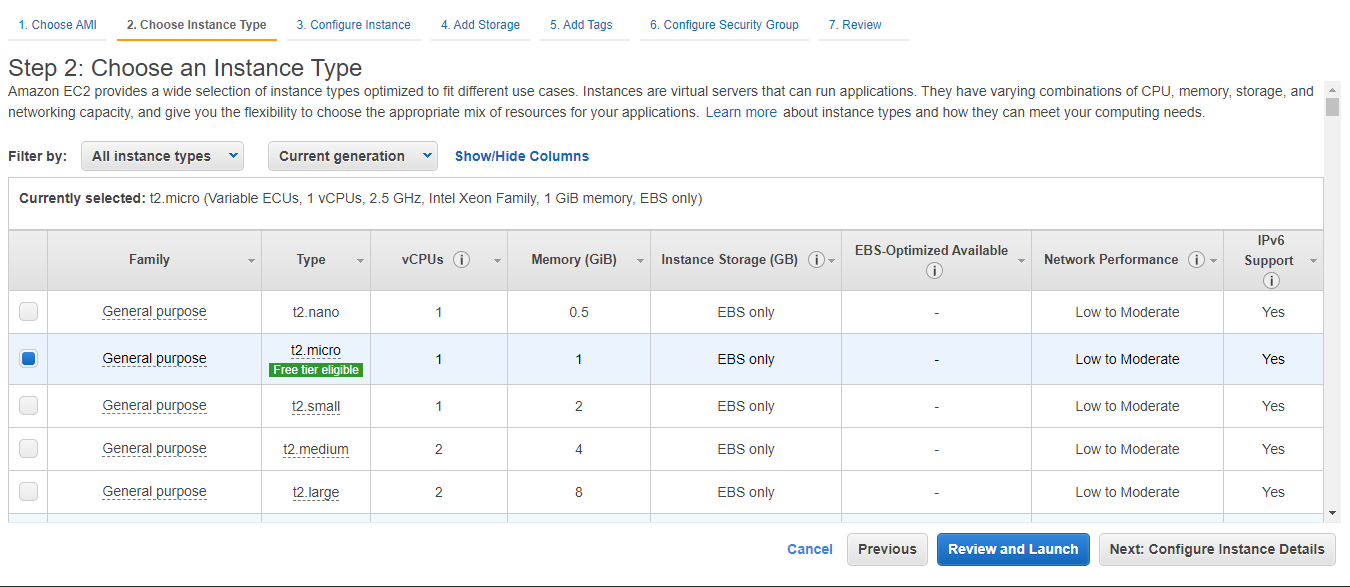 1. Choose AMI 2. Choose Instance Type 3. Configure Instance 4. Add Storage 5. Add Tags 6. Configure Security Group 7. Review
Step 2: Choose an Instance Type
Amazon EC2 provides a wide selection of instance types optimized to fit different use cases. Instances are virtual servers that can run applications. They have varying combinations of CPU, memory, storage, and
networking capacity, and give you the flexibility to choose the appropriate mix of resources for your applications. Learn more about instance types and how they can meet your computing needs.
Filter by: All instance types Current generation Show/Hide Columns
Currently selected: t2.micro (Variable ECUs, 1 vCPUs, 2.5 GHz, Intel Xeon Family, 1 GiB memory, EBS only)
Family Type vCPUs i Memory (GiB) Instance Storage (GB) i EBS-Optimized Available i Network Performance i IPv6 Support i
General purpose t2.nano 1 0.5 EBS only - Low to Moderate Yes
General purpose t2.micro 1 1 EBS only - Low to Moderate Yes
Free tier eligible
General purpose t2.small 1 2 EBS only - Low to Moderate Yes
General purpose t2.medium 2 4 EBS only - Low to Moderate Yes
General purpose t2.large 2 8 EBS only - Low to Moderate Yes
Cancel Previous Review and Launch Next: Configure Instance Details